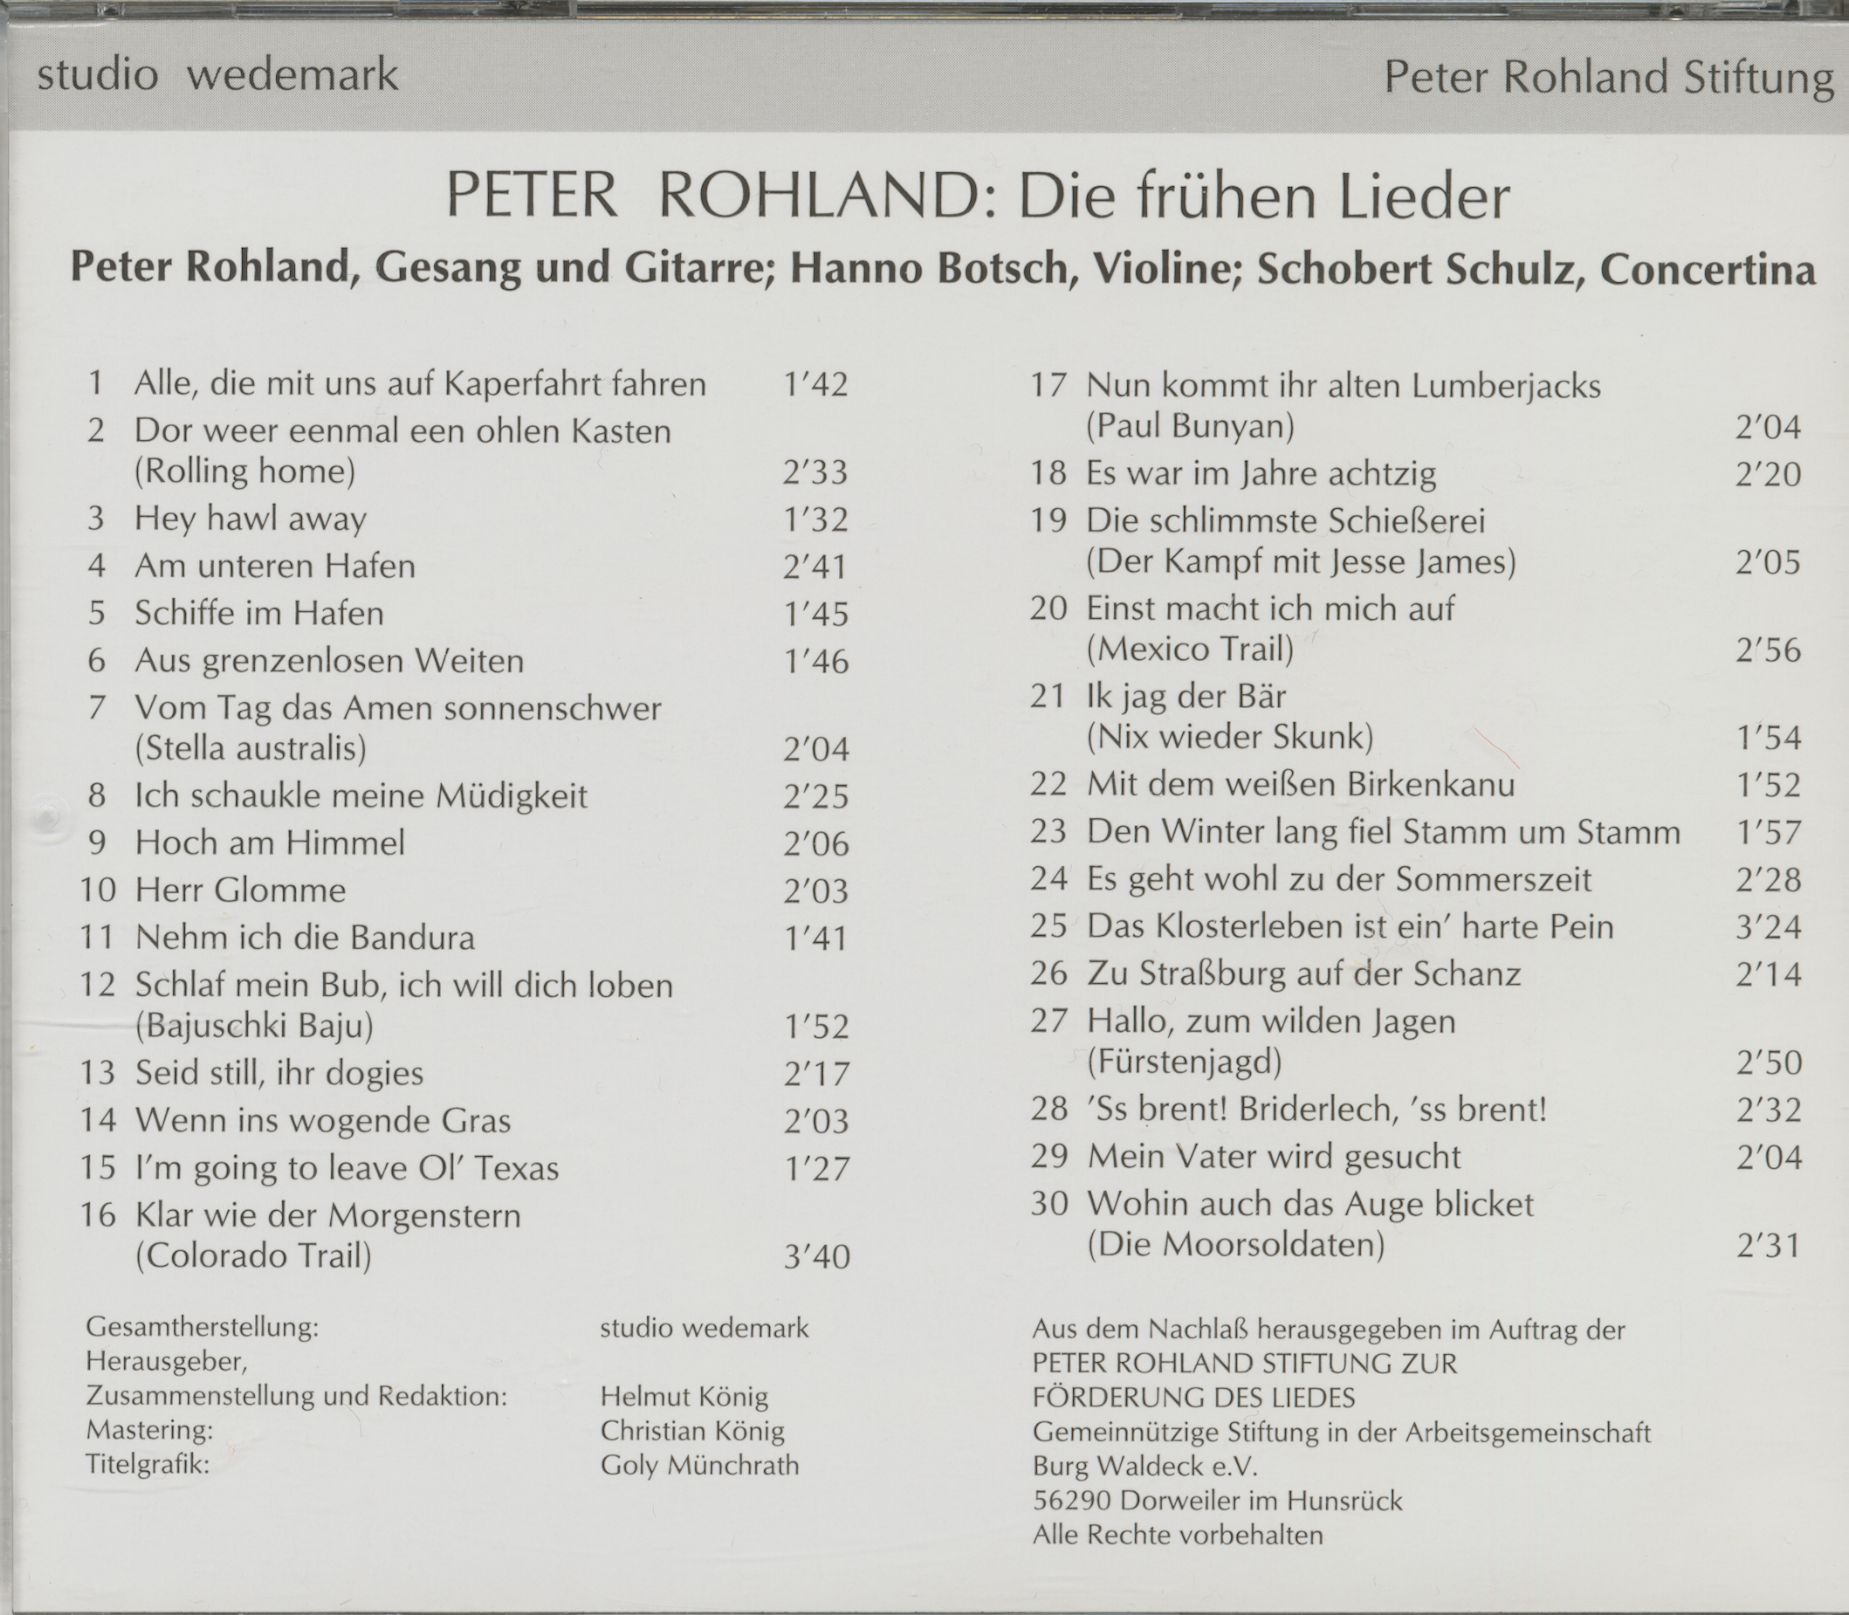 studio wedemark
Peter Rohland Stiftung
PETER ROHLAND: Die frühen Lieder
Peter Rohland, Gesang und Gitarre; Hanno Botsch, Violine; Schobert Schulz, Concertina
1 Alle, die mit uns auf Kaperfahrt fahren 1’42
2 Dor weer eenmal een ohlen Kasten
(Rolling home) 2’33
3 Hey hawl away 1’32
4 Am unteren Hafen 2’41
5 Schiffe im Hafen 1’45
6 Aus grenzenlosen Weiten 1’46
7 Vom Tag das Amen sonnenschwer
(Stella australis) 2’04
8 Ich schaukle meine Müdigkeit 2’25
9 Hoch am Himmel 2’06
10 Herr Glomme 2’03
11 Nehm ich die Bandura 1’41
12 Schlaf mein Bub, ich will dich loben
(Bajuschki Baju) 1’52
13 Seid still, ihr dogies 2’17
14 Wenn ins wogende Gras 2’03
15 I’m going to leave Ol’ Texas 1’27
16 Klar wie der Morgenstern
(Colorado Trail) 3’40
17 Nun kommt ihr alten Lumberjacks
(Paul Bunyan) 2’04
18 Es war im Jahre achtzig 2’20
19 Die schlimmste Schießerei
(Der Kampf mit Jesse James) 2’05
20 Einst macht ich mich auf
(Mexico Trail) 2’56
21 Ik jag der Bär
(Nix wieder Skunk) 1’54
22 Mit dem weißen Birkenkanu 1’52
23 Den Winter lang fiel Stamm um Stamm 1’57
24 Es geht wohl zu der Sommerszeit 2’28
25 Das Klosterleben ist ein’ harte Pein 3’24
26 Zu Straßburg auf der Schanz 2’14
27 Hallo, zum wilden Jagen
(Fürstenjagd) 2’50
28 ’Ss brent! Briderlech, ’ss brent! 2’32
29 Mein Vater wird gesucht 2’04
30 Wohin auch das Auge blicket
(Die Moorsoldaten) 2’31
Gesamtherstellung: studio wedemark
Herausgeber,
Zusammenstellung und Redaktion: Helmut König
Mastering: Christian König
Titelgrafik: Goly Münchrath
Aus dem Nachlaß herausgegeben im Auftrag der
PETER ROHLAND STIFTUNG ZUR
FÖRDERUNG DES LIEDES
Gemeinnützige Stiftung in der Arbeitsgemeinschaft
Burg Waldeck e.V.
56290 Dorweiler im Hunsrück
Alle Rechte vorbehalten